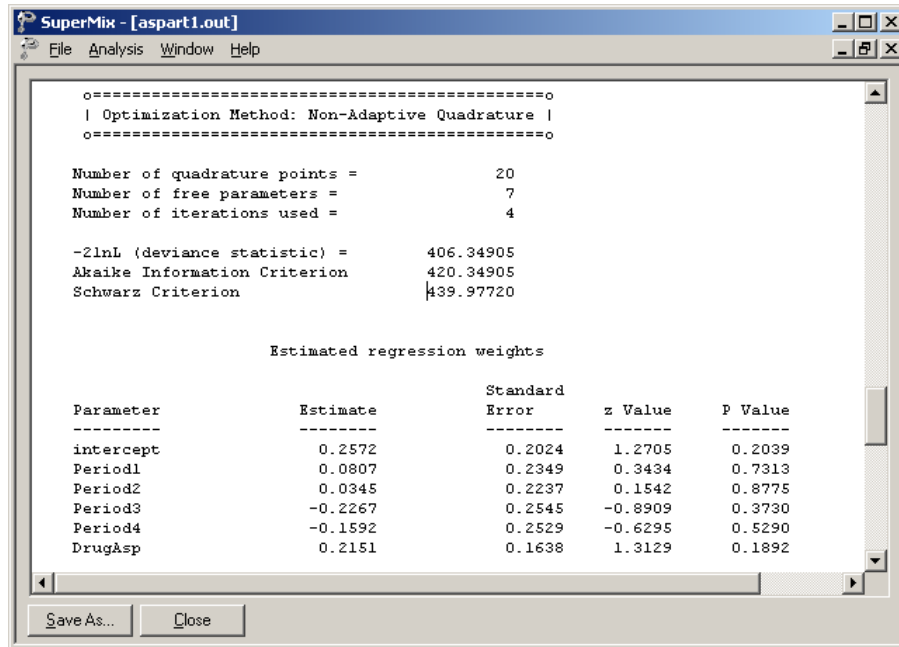 SuperMix - [aspart1.out]
File Analysis Window Help
o==============================================o
| Optimization Method: Non-Adaptive Quadrature |
o==============================================o
Number of quadrature points = 20
Number of free parameters = 7
Number of iterations used = 4
-2lnL (deviance statistic) = 406.34905
Akaike Information Criterion 420.34905
Schwarz Criterion 439.97720
Estimated regression weights
Standard
Parameter Estimate Error z Value P Value
--------- -------- -------- ------- -------
intercept 0.2572 0.2024 1.2705 0.2039
Period1 0.0807 0.2349 0.3434 0.7313
Period2 0.0345 0.2237 0.1542 0.8775
Period3 -0.2267 0.2545 -0.8909 0.3730
Period4 -0.1592 0.2529 -0.6295 0.5290
DrugAsp 0.2151 0.1638 1.3129 0.1892
Save As... Close